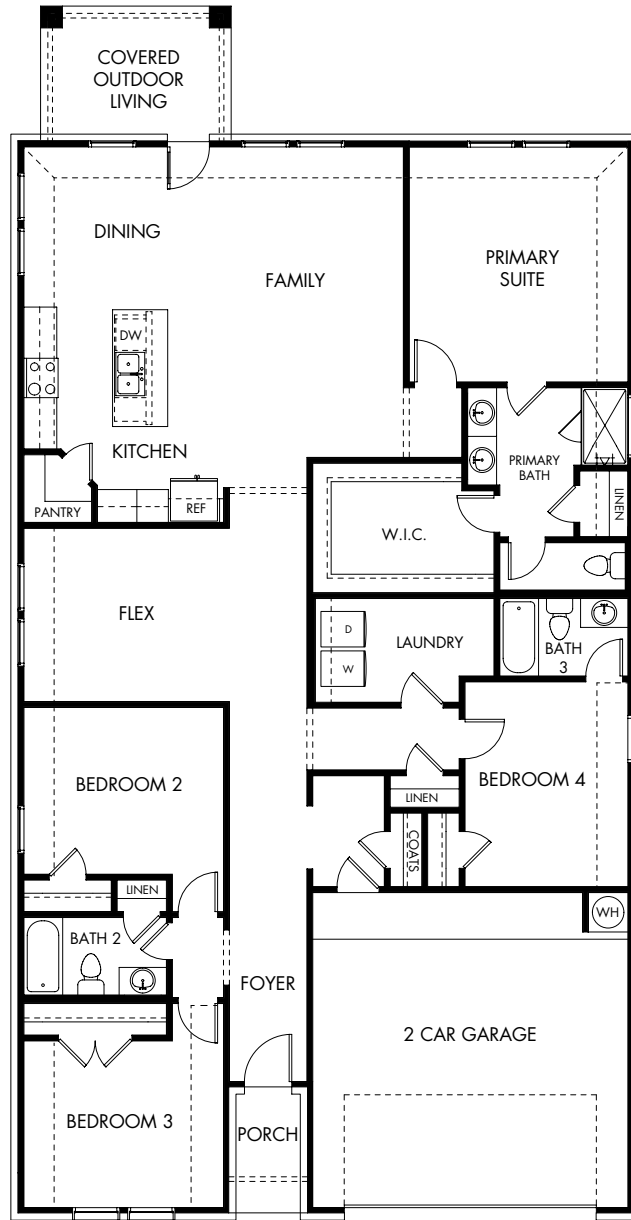 COVERED
OUTDOOR
LIVING
DINING
FAMILY
PRIMARY
SUITE
DW
KITCHEN
PRIMARY
BATH
PANTRY
REF
LINEN
W.I.C.
FLEX
D
W
LAUNDRY
BATH
3
BEDROOM 2
BEDROOM 4
LINEN
COATS
LINEN
WH
BATH 2
FOYER
2 CAR GARAGE
BEDROOM 3
PORCH